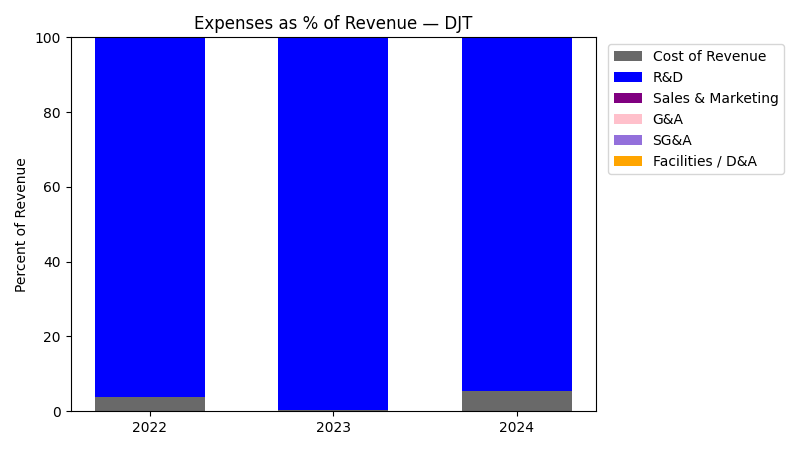 Expenses as % of Revenue — DJT
100
80
60
40
20
0
Percent of Revenue
2022
2023
2024
Cost of Revenue
R&D
Sales & Marketing
G&A
SG&A
Facilities / D&A